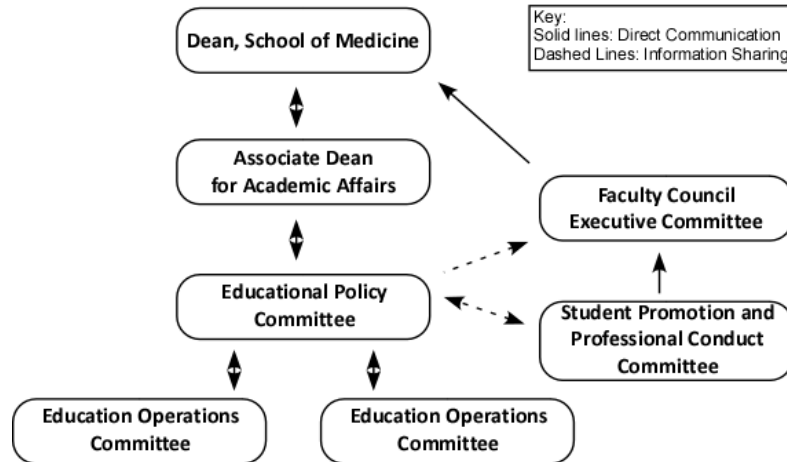 Dean, School of Medicine
Key:
Solid lines: Direct Communication
Dashed Lines: Information Sharing
Associate Dean
for Academic Affairs
Faculty Council
Executive Committee
Educational Policy
Committee
Student Promotion and
Professional Conduct
Committee
Education Operations
Committee
Education Operations
Committee